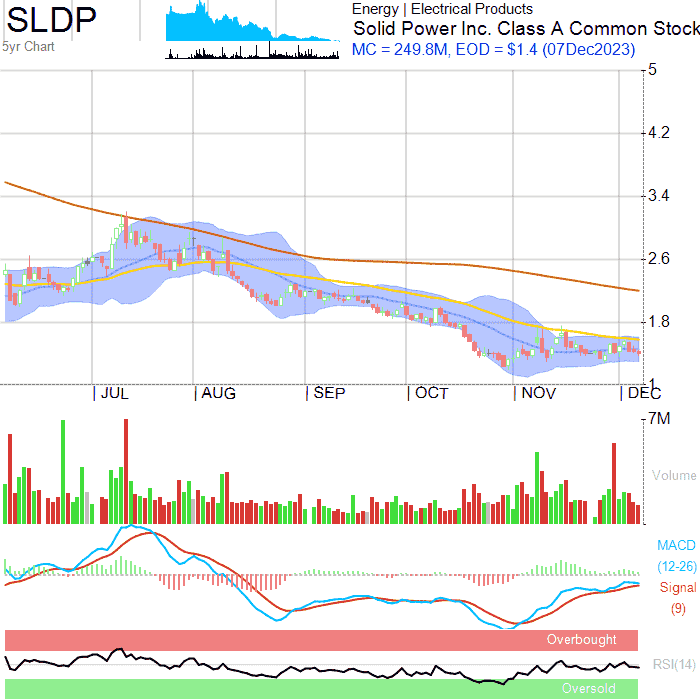 SLDP
5yr Chart
Energy | Electrical Products
Solid Power Inc. Class A Common Stock
MC = 249.8M, EOD = $1.4 (07Dec2023)
5
4.2
3.4
2.6
1.8
1
JUL
AUG
SEP
OCT
NOV
DEC
7M
Volume
MACD
(12-26)
Signal
(9)
Overbought
RSI(14)
Oversold